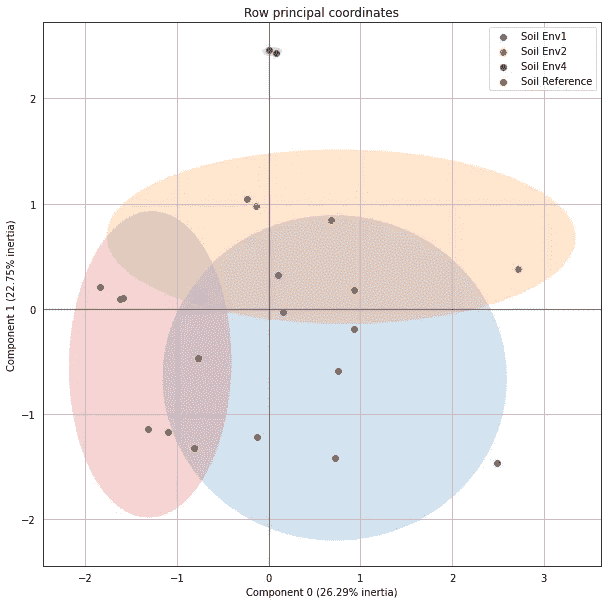 Row principal coordinates
Soil Env1
Soil Env2
Soil Env4
Soil Reference
2
1
0
−1
−2
Component 1 (22.75% inertia)
−2
−1
0
1
2
3
Component 0 (26.29% inertia)